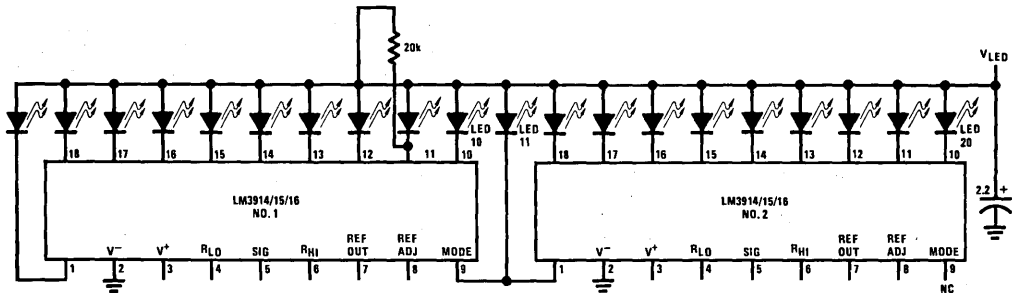 20k
V_LED
LED 10
LED 11
LED 20
18 17 16 15 14 13 12 11 10
18 17 16 15 14 13 12 11 10
LM3914/15/16
NO. 1
LM3914/15/16
NO. 2
2.2 +
V⁻ V⁺ R_LO SIG R_HI REF OUT REF ADJ MODE
V⁻ V⁺ R_LO SIG R_HI REF OUT REF ADJ MODE
1 2 3 4 5 6 7 8 9
1 2 3 4 5 6 7 8 9
NC